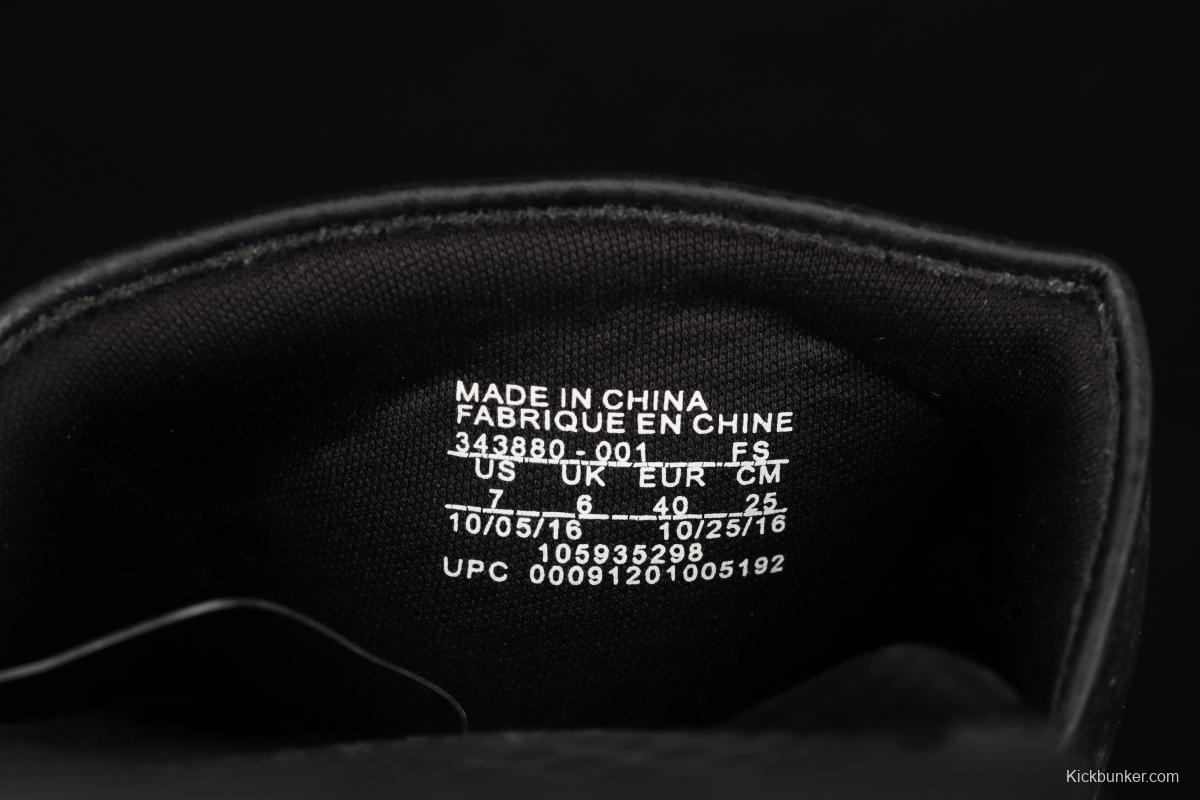 MADE IN CHINA
FABRIQUE EN CHINE
343880-001 FS
US UK EUR CM
7 6 40 25
10/05/16 10/25/16
105935298
UPC 00091201005192
Kickbunker.com